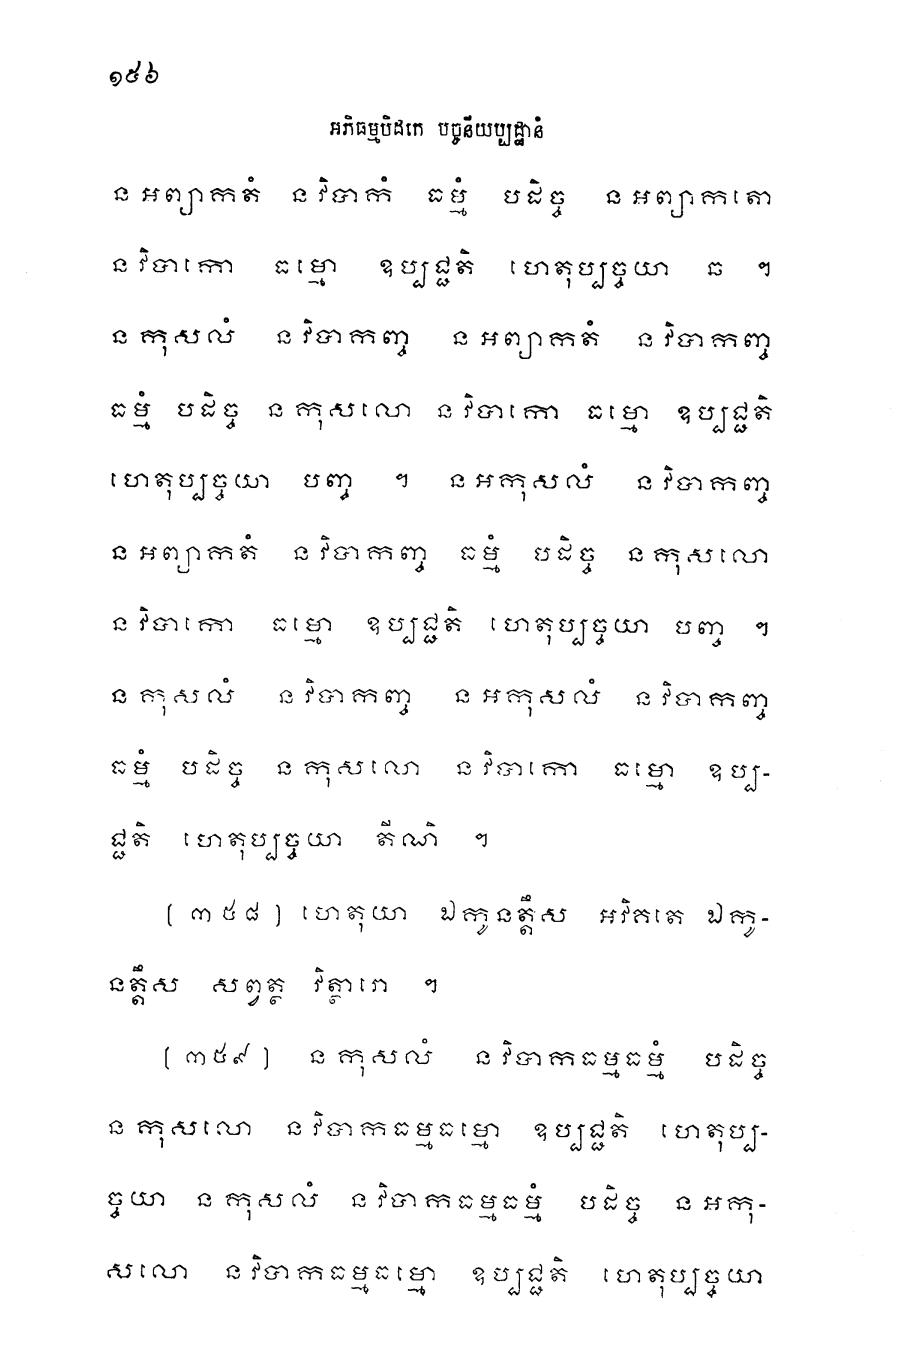 ១៥៦
អភិធម្មបិដកេ បច្ចនីយប្បដ្ឋានំ
ន អព្យាកតំ ន វិបាកំ ធម្មំ បដិច្ច ន អព្យាកតោ
ន វិបាកោ ធម្មោ ឧប្បជ្ជតិ ហេតុប្បច្ចយា ឆ ។
ន កុសលំ ន វិបាកញ្ច ន អព្យាកតំ ន វិបាកញ្ច
ធម្មំ បដិច្ច ន កុសលោ ន វិបាកោ ធម្មោ ឧប្បជ្ជតិ
ហេតុប្បច្ចយា បញ្ច ។ ន អកុសលំ ន វិបាកញ្ច
ន អព្យាកតំ ន វិបាកញ្ច ធម្មំ បដិច្ច ន កុសលោ
ន វិបាកោ ធម្មោ ឧប្បជ្ជតិ ហេតុប្បច្ចយា បញ្ច ។
ន កុសលំ ន វិបាកញ្ច ន អកុសលំ ន វិបាកញ្ច
ធម្មំ បដិច្ច ន កុសលោ ន វិបាកោ ធម្មោ ឧប្ប-
ជ្ជតិ ហេតុប្បច្ចយា តីណិ ។
(៣៥៨) ហេតុយា ឯកូនត្តឹស អវិគតេ ឯកូ-
នត្តឹស សព្វត្ថ វិត្ថារោ ។
(៣៥៩) ន កុសលំ ន វិបាកធម្មធម្មំ បដិច្ច
ន កុសលោ ន វិបាកធម្មធម្មោ ឧប្បជ្ជតិ ហេតុប្ប-
ច្ចយា ន កុសលំ ន វិបាកធម្មធម្មំ បដិច្ច ន អកុ-
សលោ ន វិបាកធម្មធម្មោ ឧប្បជ្ជតិ ហេតុប្បច្ចយា